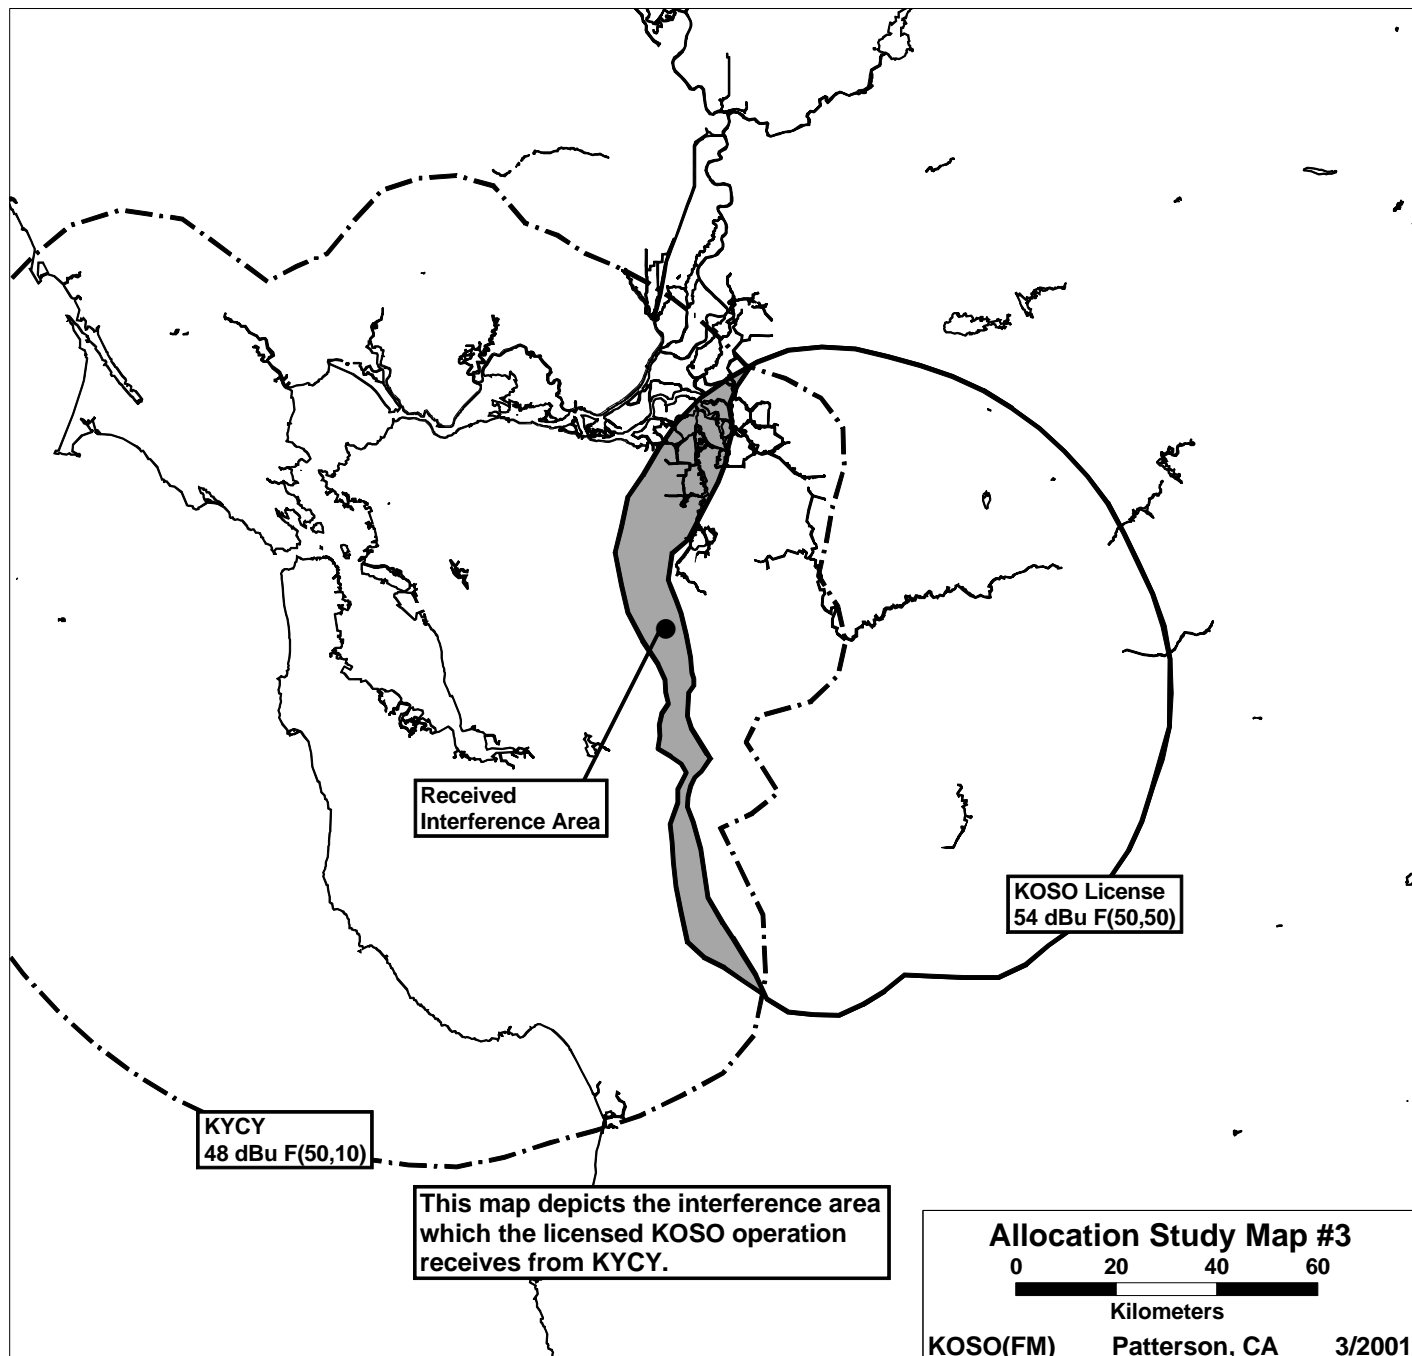 Received
Interference Area
KOSO License
54 dBu F(50,50)
KYCY
48 dBu F(50,10)
This map depicts the interference area
which the licensed KOSO operation
receives from KYCY.
Allocation Study Map #3
0 20 40 60
Kilometers
KOSO(FM) Patterson, CA 3/2001